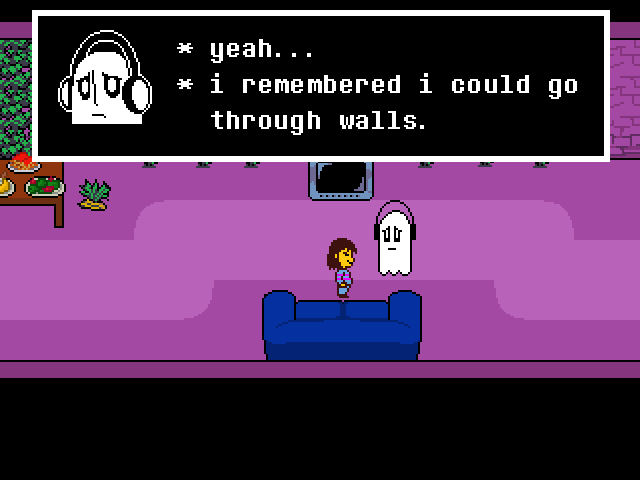 * yeah...
* i remembered i could go
through walls.